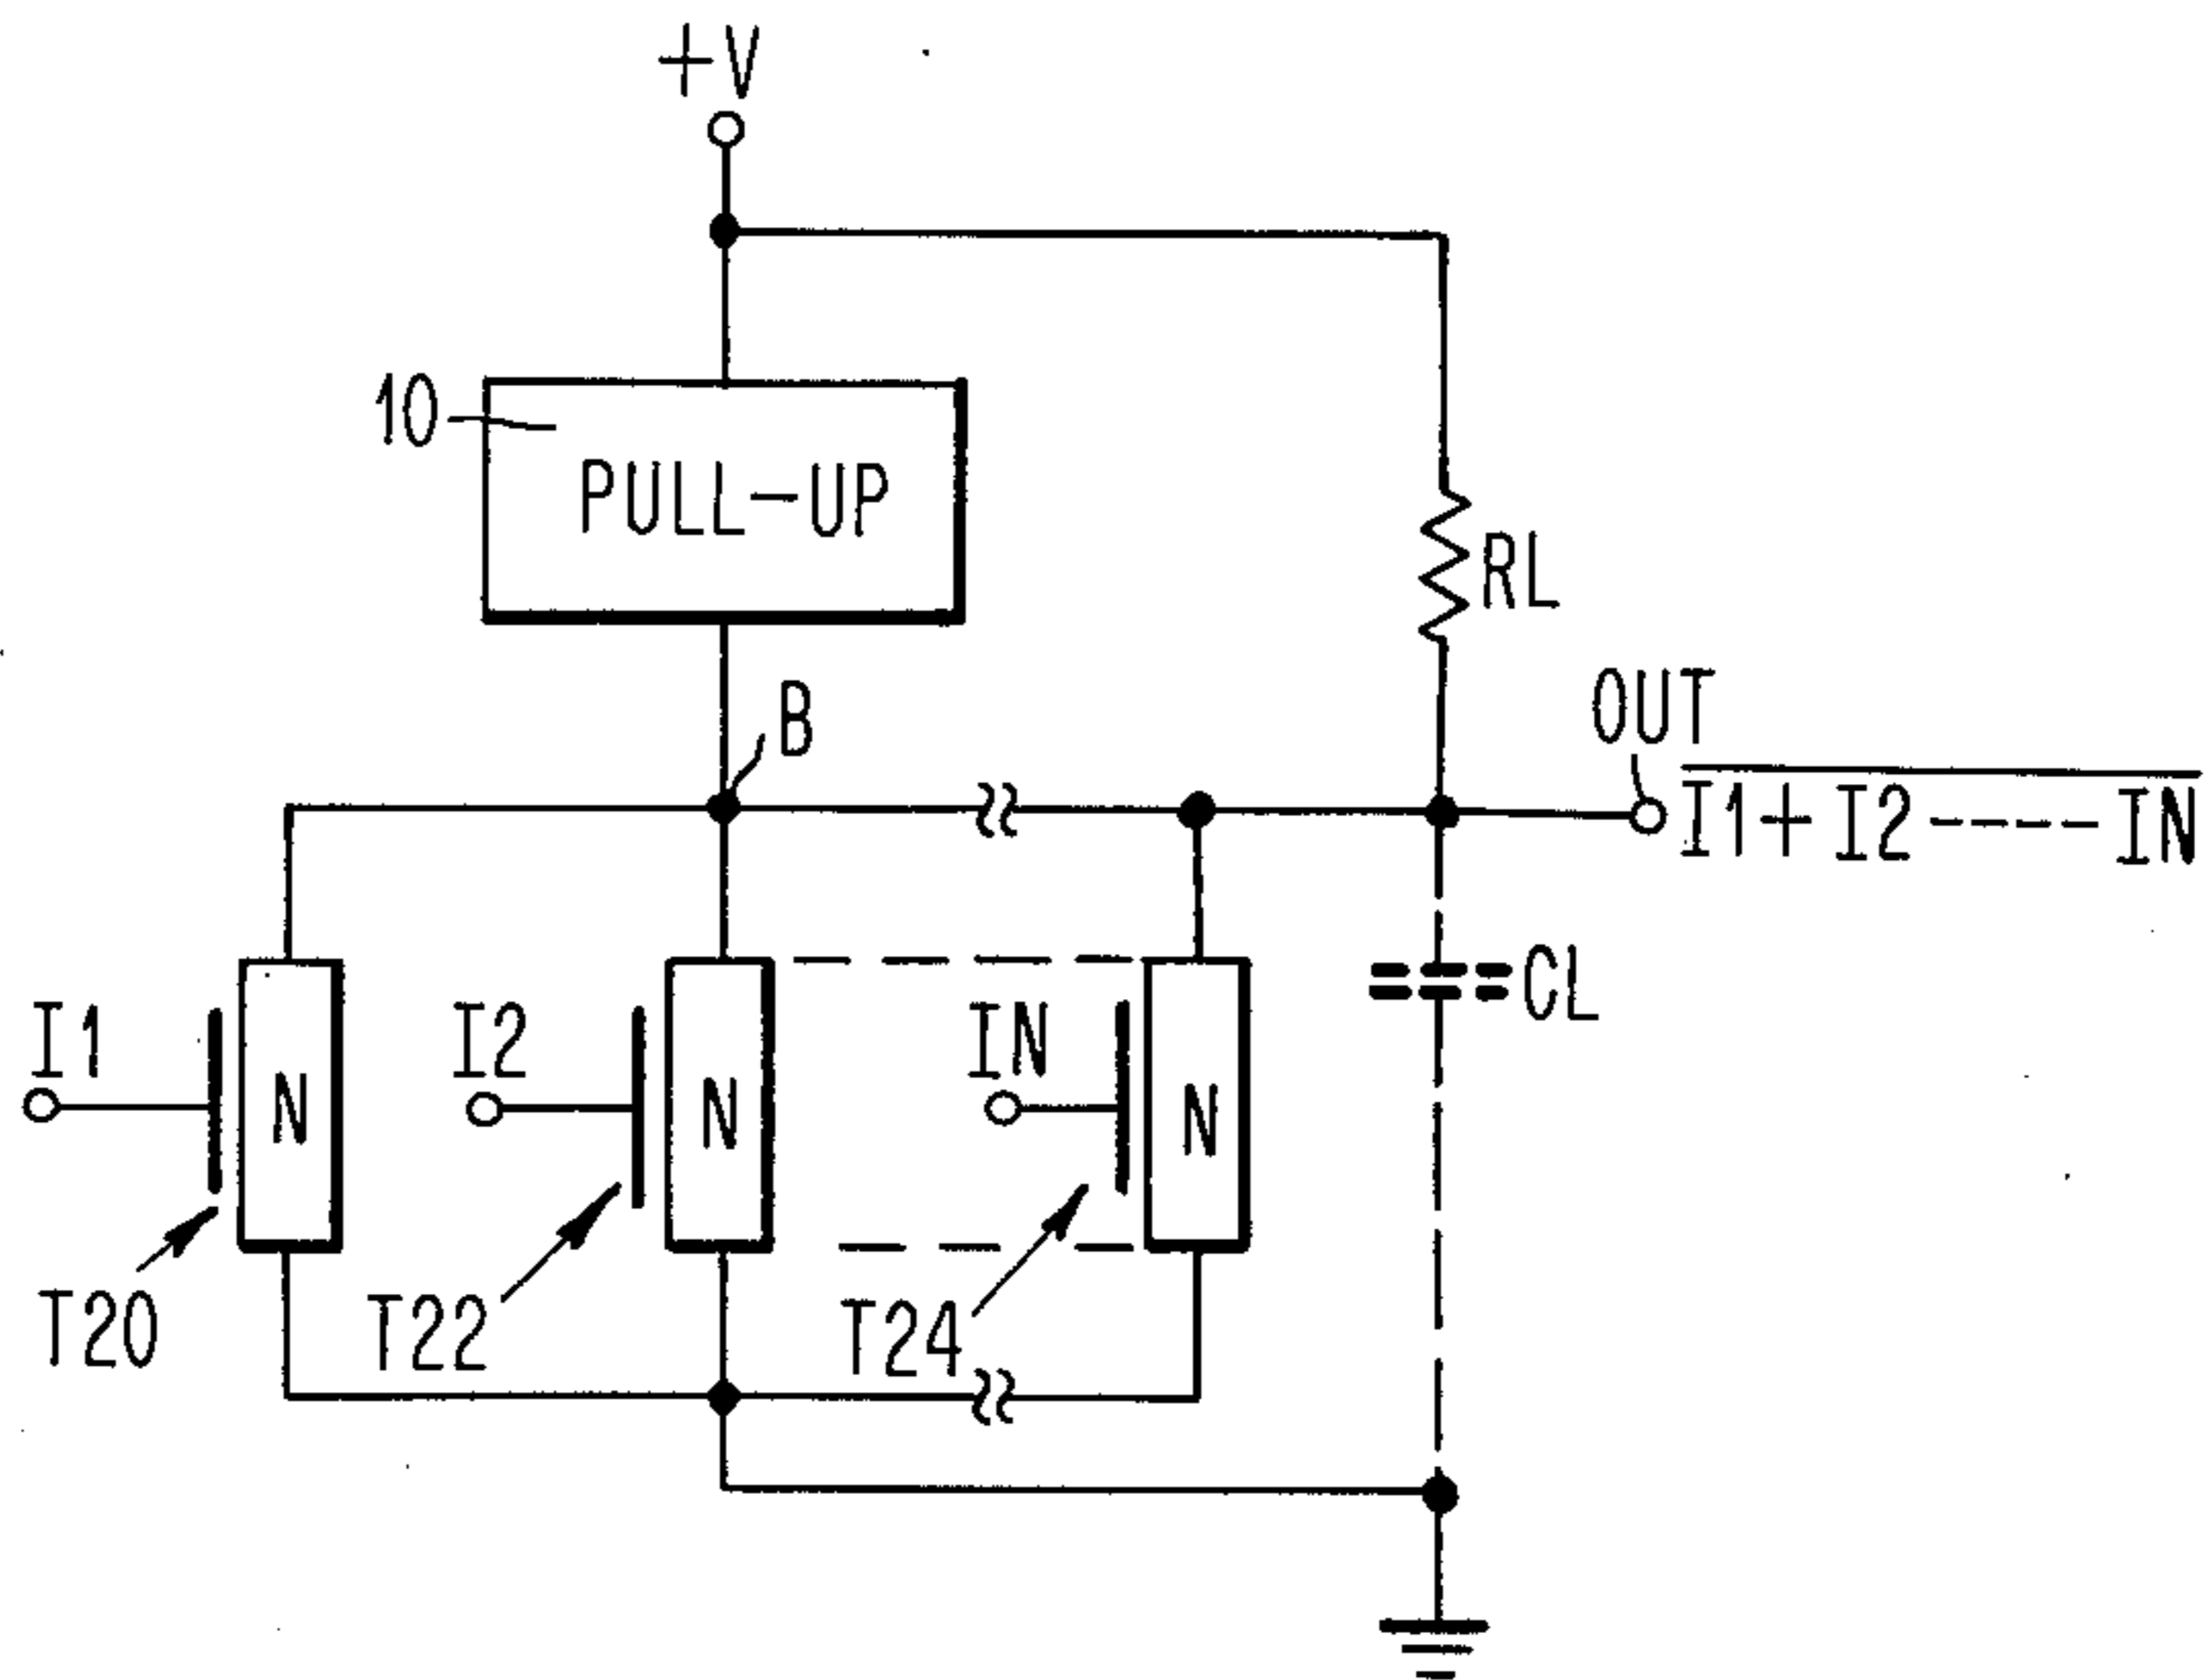 +V
10
PULL-UP
RL
B
OUT
I1+I2----IN
CL
I1
I2
IN
N
N
N
T20
T22
T24